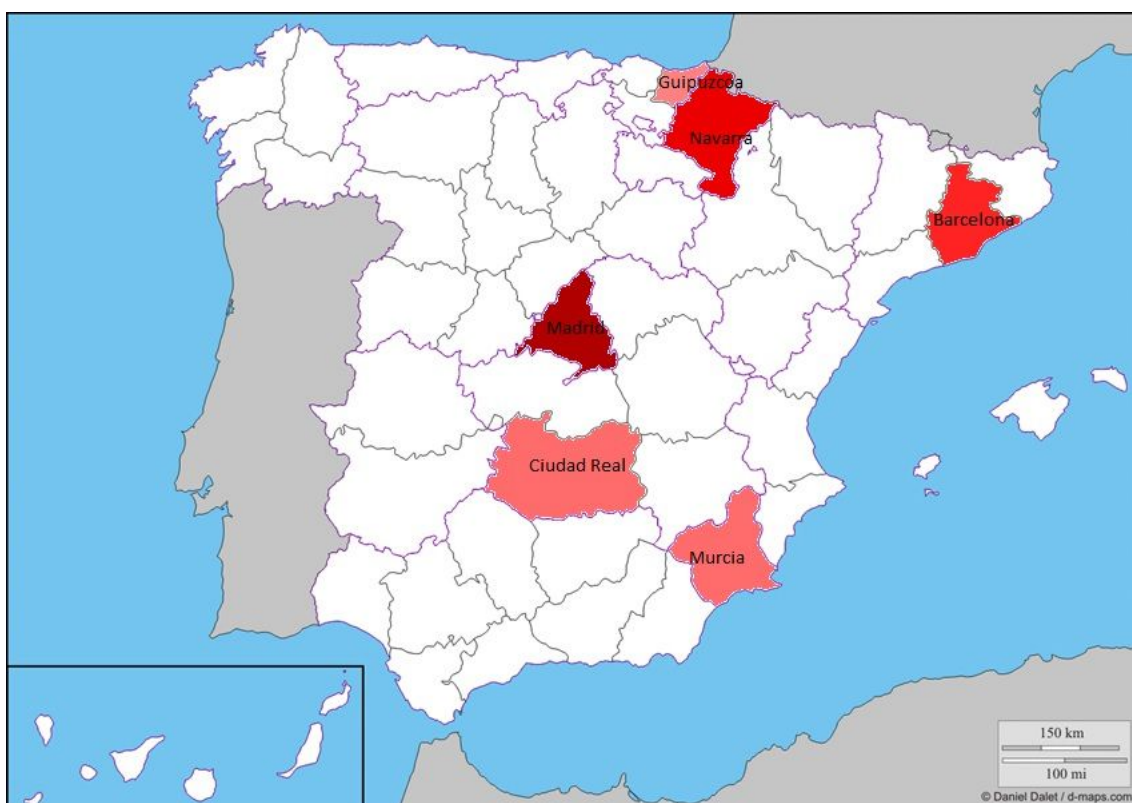 Guipuzcoa
Navarra
Barcelona
Madrid
Ciudad Real
Murcia
150 km
100 mi
© Daniel Dalet / d-maps.com